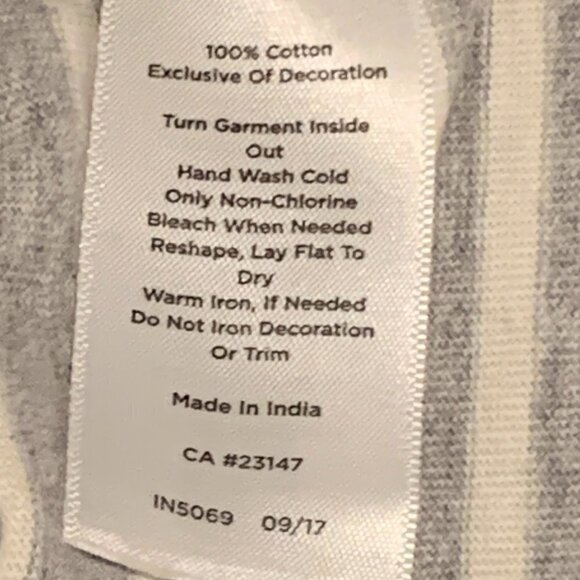 100% Cotton
Exclusive Of Decoration
Turn Garment Inside
Out
Hand Wash Cold
Only Non-Chlorine
Bleach When Needed
Reshape, Lay Flat To
Dry
Warm Iron, If Needed
Do Not Iron Decoration
Or Trim
Made In India
CA #23147
IN5069 09/17